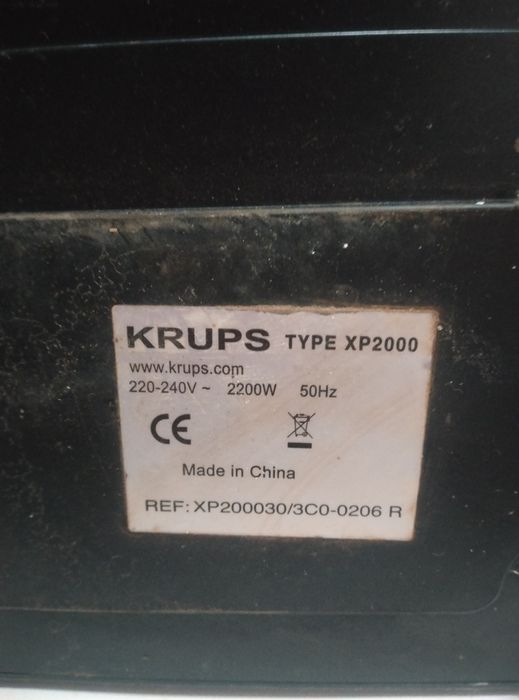 KRUPS TYPE XP2000
www.krups.com
220-240V ~ 2200W 50Hz
CE
Made in China
REF: XP200030/3C0-0206 R